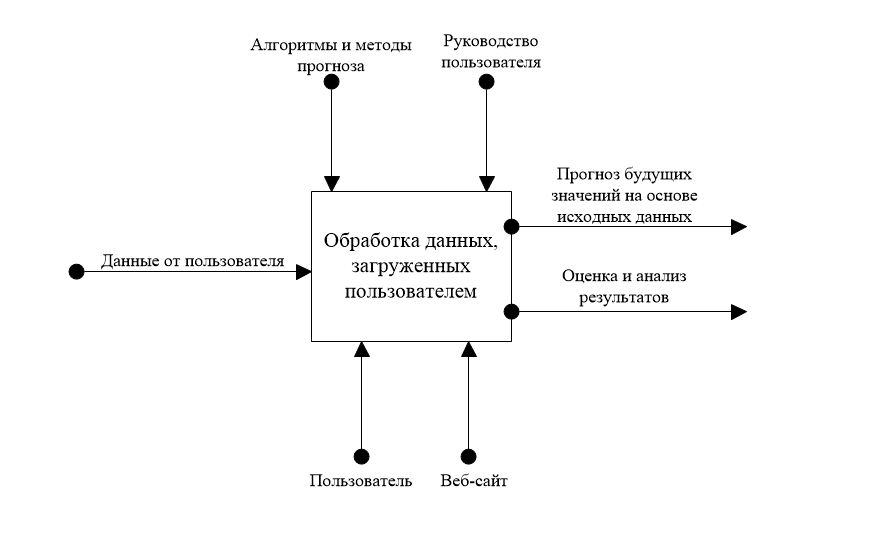 Алгоритмы и методы
прогноза
Руководство
пользователя
Прогноз будущих
значений на основе
исходных данных
Обработка данных,
загруженных
пользователем
Данные от пользователя
Оценка и анализ
результатов
Пользователь
Веб-сайт